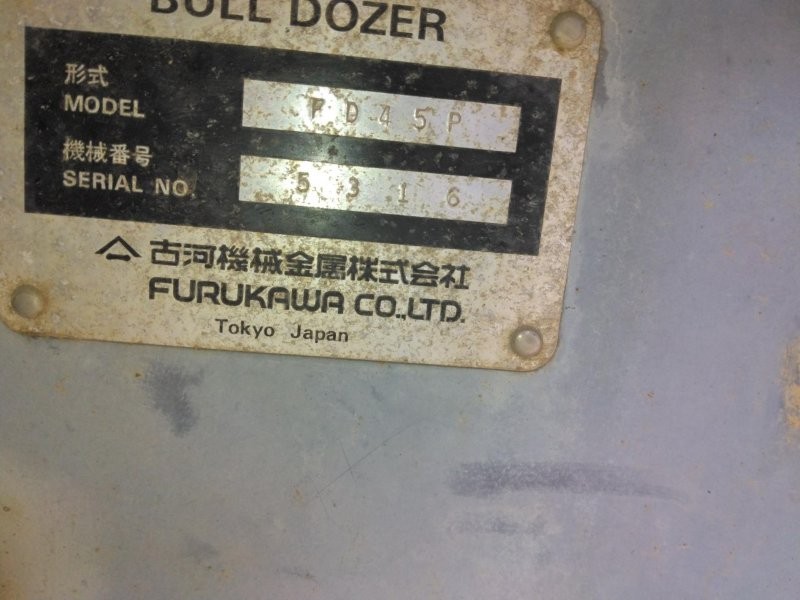 BULL DOZER
形式
MODEL FD45P
機械番号
SERIAL NO. 5316
古河機械金属株式会社
FURUKAWA CO.,LTD.
Tokyo Japan